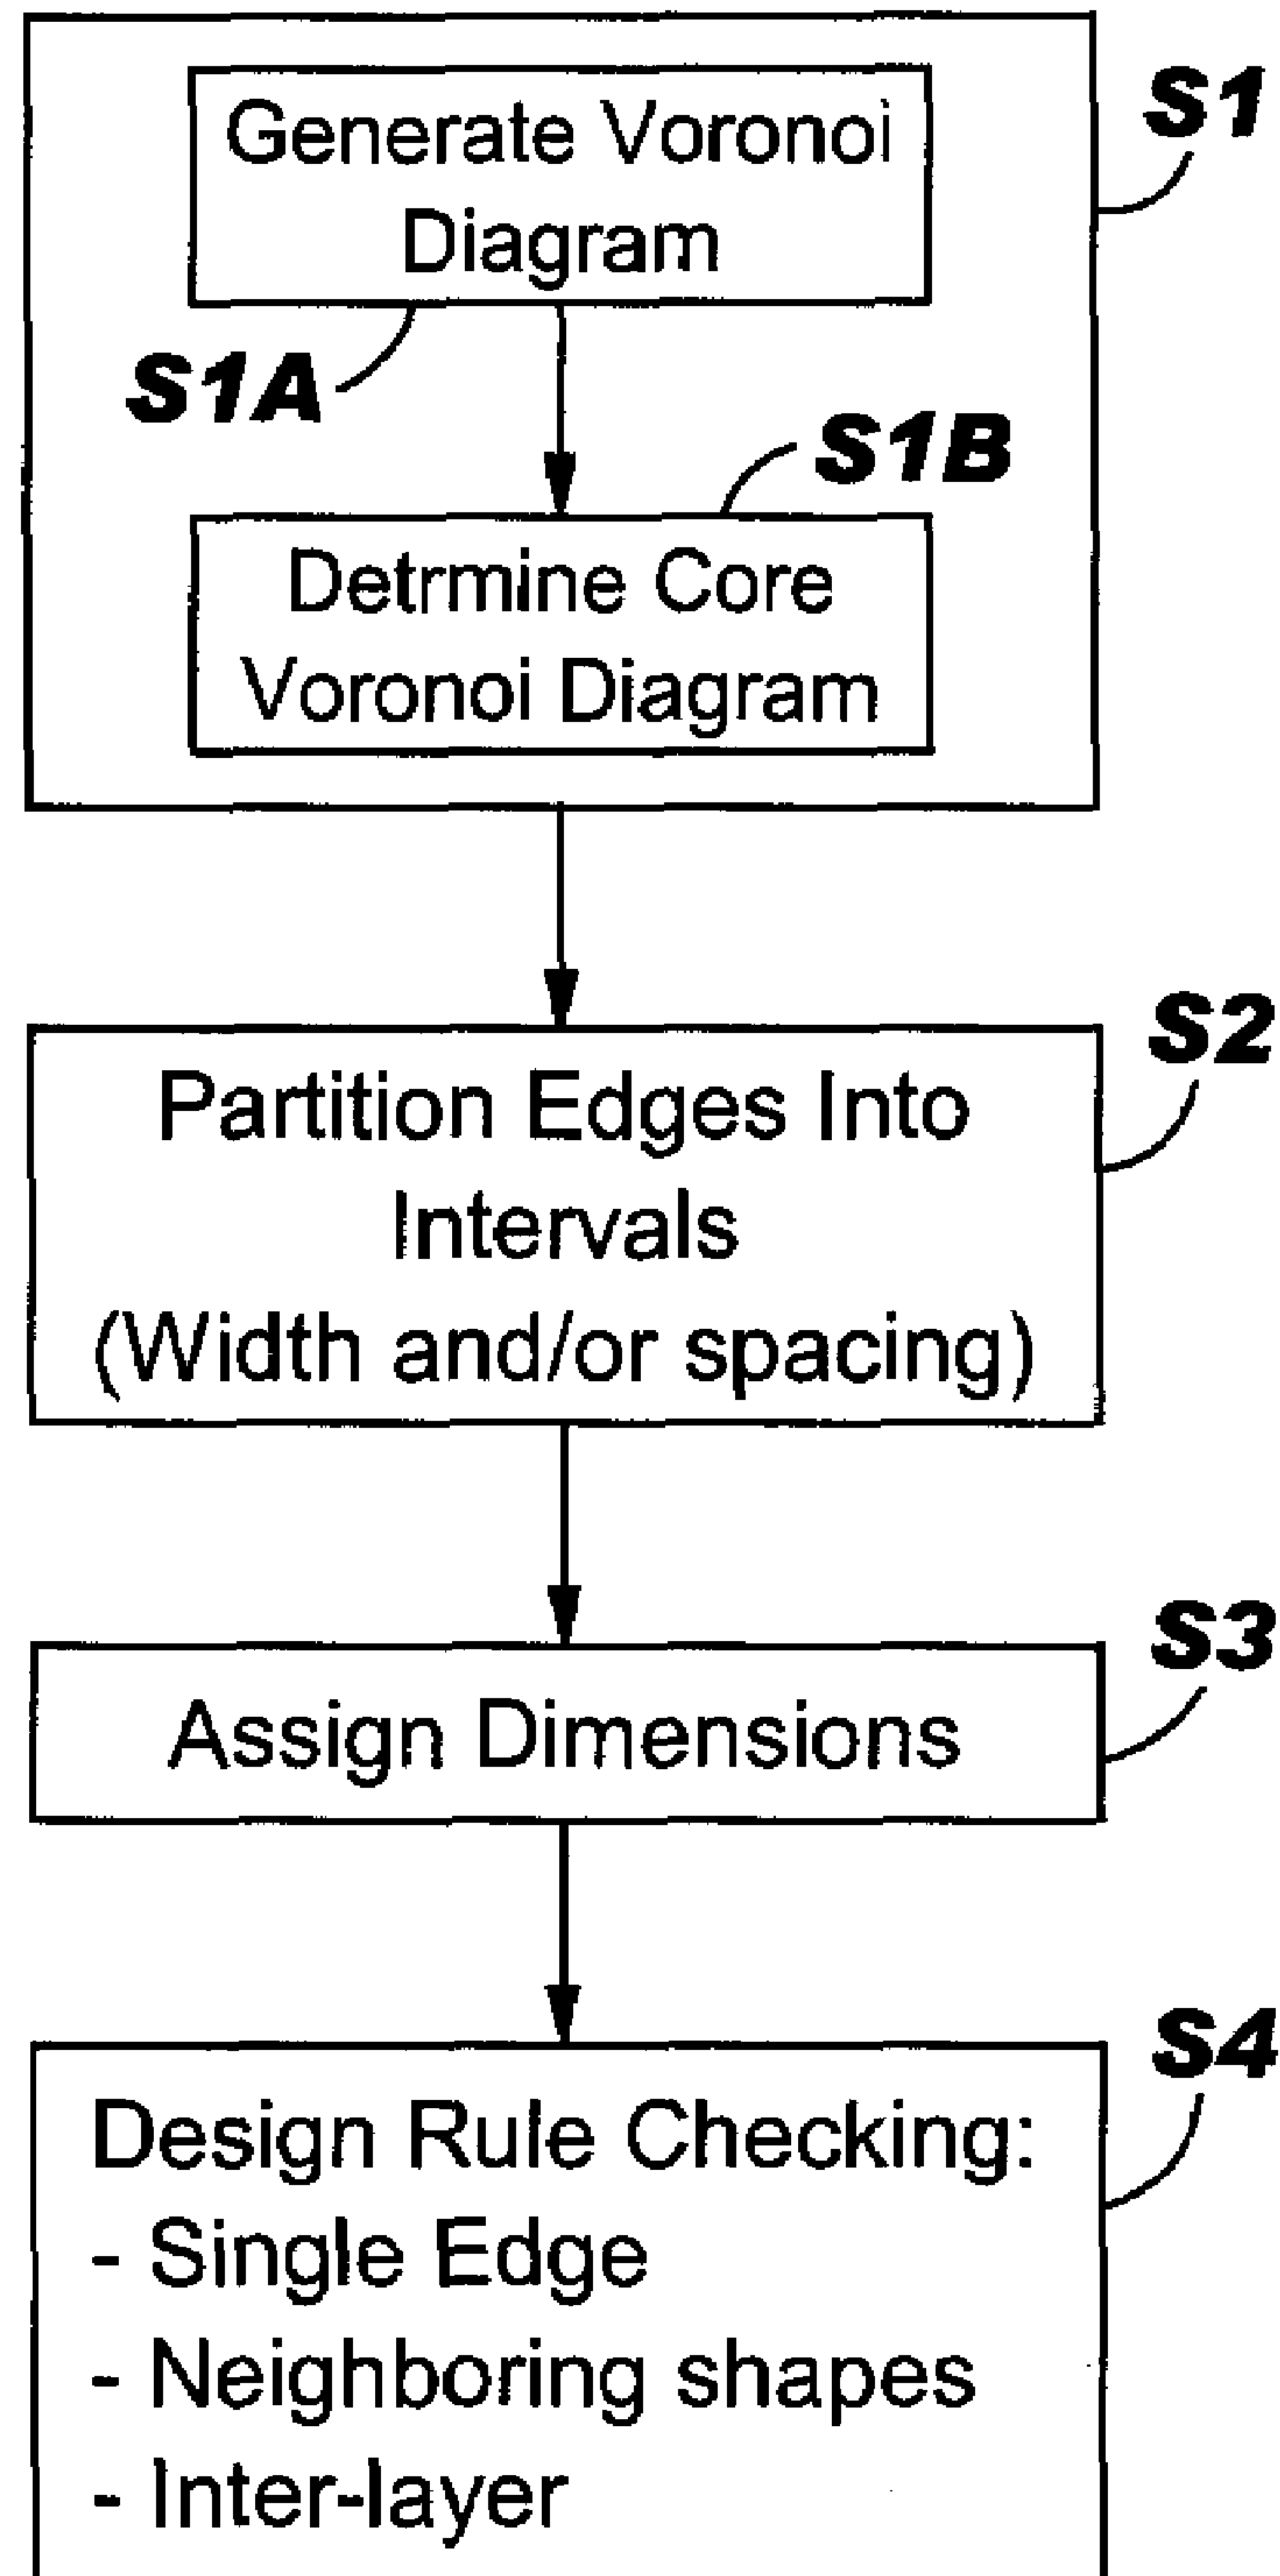 Generate Voronoi
Diagram
S1
S1A
S1B
Detrmine Core
Voronoi Diagram
Partition Edges Into
Intervals
(Width and/or spacing)
S2
Assign Dimensions
S3
Design Rule Checking:
- Single Edge
- Neighboring shapes
- Inter-layer
S4